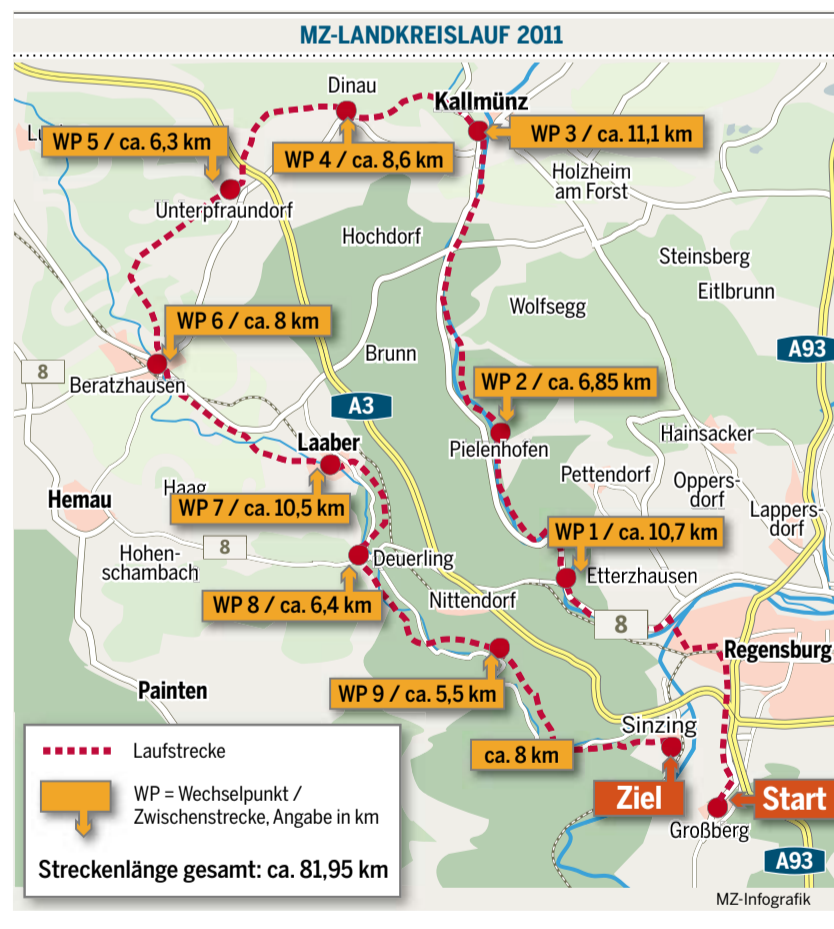 MZ-LANDKREISLAUF 2011
Dinau
Kallmünz
WP 5 / ca. 6,3 km
WP 3 / ca. 11,1 km
WP 4 / ca. 8,6 km
Holzheim
am Forst
Unterpfraundorf
Hochdorf
Steinsberg
Eitlbrunn
Wolfsegg
WP 6 / ca. 8 km
Brunn
A93
8
Beratzhausen
WP 2 / ca. 6,85 km
A3
Laaber
Pielenhofen
Hainsacker
Pettendorf
Oppers-
dorf
Hemau
Haag
WP 7 / ca. 10,5 km
Lappers-
dorf
WP 1 / ca. 10,7 km
Hohen-
schambach
8
Deuerling
Etterzhausen
WP 8 / ca. 6,4 km
Nittendorf
8
Regensburg
Painten
WP 9 / ca. 5,5 km
Sinzing
ca. 8 km
Ziel
Start
Großberg
A93
Laufstrecke
WP = Wechselpunkt /
Zwischenstrecke, Angabe in km
Streckenlänge gesamt: ca. 81,95 km
MZ-Infografik